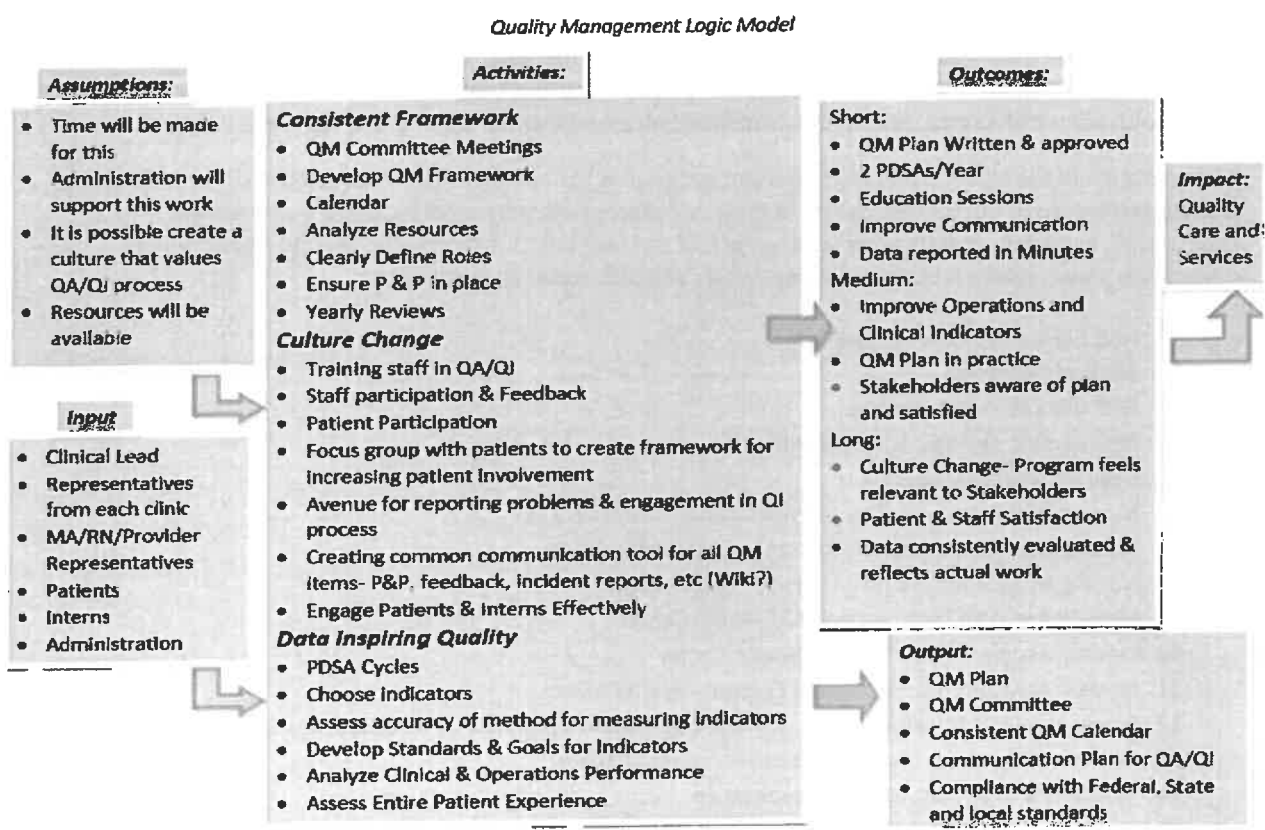 Quality Management Logic Model
Assumptions:
• Time will be made
for this
• Administration will
support this work
• It is possible create a
culture that values
QA/QI process
• Resources will be
available
Input
• Clinical Lead
• Representatives
from each clinic
• MA/RN/Provider
Representatives
• Patients
• Interns
• Administration
Activities:
Consistent Framework
• QM Committee Meetings
• Develop QM Framework
• Calendar
• Analyze Resources
• Clearly Define Roles
• Ensure P & P in place
• Yearly Reviews
Culture Change
• Training staff in QA/QI
• Staff participation & Feedback
• Patient Participation
• Focus group with patients to create framework for
increasing patient involvement
• Avenue for reporting problems & engagement in QI
process
• Creating common communication tool for all QM
items- P&P, feedback, incident reports, etc (Wiki?)
• Engage Patients & Interns Effectively
Data Inspiring Quality
• PDSA Cycles
• Choose indicators
• Assess accuracy of method for measuring indicators
• Develop Standards & Goals for Indicators
• Analyze Clinical & Operations Performance
• Assess Entire Patient Experience
Outcomes:
Short:
• QM Plan Written & approved
• 2 PDSAs/Year
• Education Sessions
• Improve Communication
• Data reported in Minutes
Medium:
• Improve Operations and
Clinical Indicators
• QM Plan in practice
• Stakeholders aware of plan
and satisfied
Long:
• Culture Change- Program feels
relevant to Stakeholders
• Patient & Staff Satisfaction
• Data consistently evaluated &
reflects actual work
Impact:
Quality
Care and
Services
Output:
• QM Plan
• QM Committee
• Consistent QM Calendar
• Communication Plan for QA/QI
• Compliance with Federal, State
and local standards